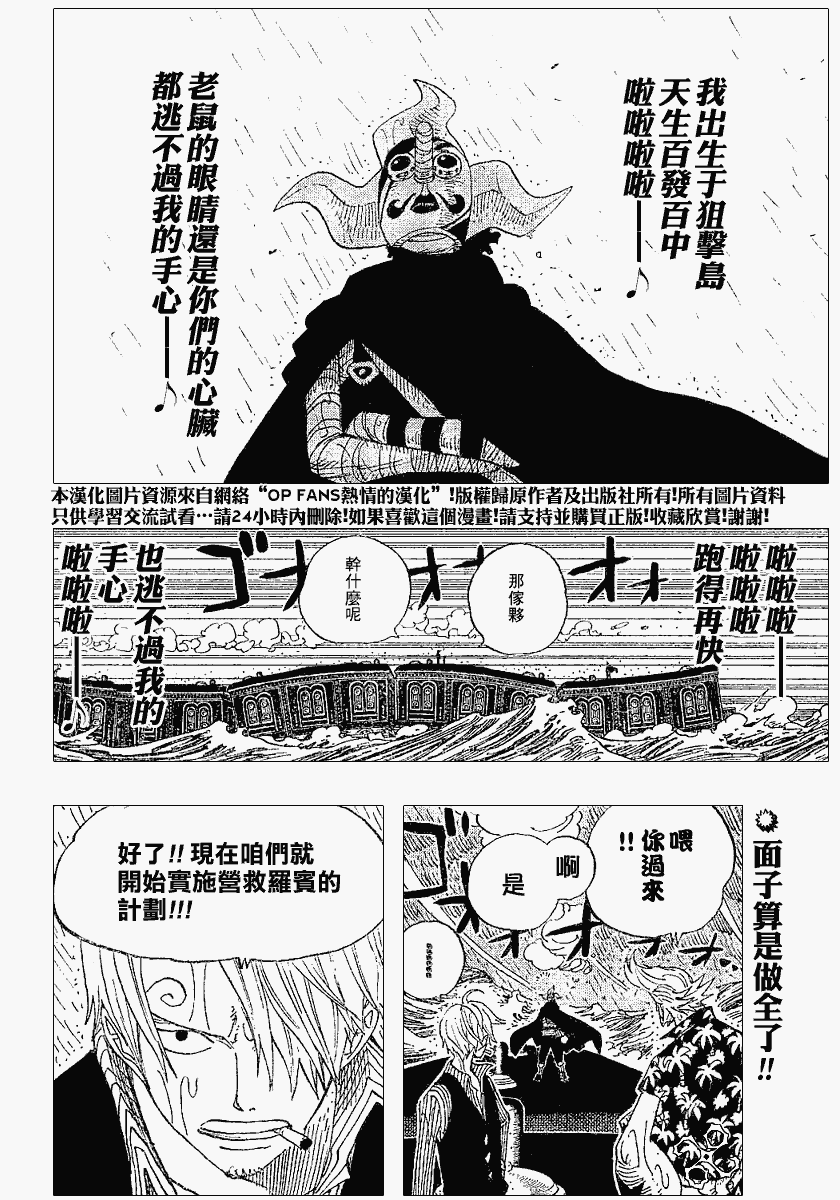 我出生于狙擊島
天生百發百中
啦啦啦啦——♪
老鼠的眼睛還是你們的心臟
都逃不過我的手心——♪
本漢化圖片資源來自網絡“OP FANS熱情的漢化”!版權歸原作者及出版社所有!所有圖片資料
只供學習交流試看…請24小時內刪除!如果喜歡這個漫畫!請支持並購買正版!收藏欣賞!謝謝!
啦啦啦——
啦啦啦
跑得再快
那傢夥
幹什麼呢
ゴォォォォ
也逃不過我的
手心
啦啦啦——♪
面子算是做全了!!
喂
你過來
!!
啊
是
好了!!現在咱們就
開始實施營救羅賓的
計劃!!!